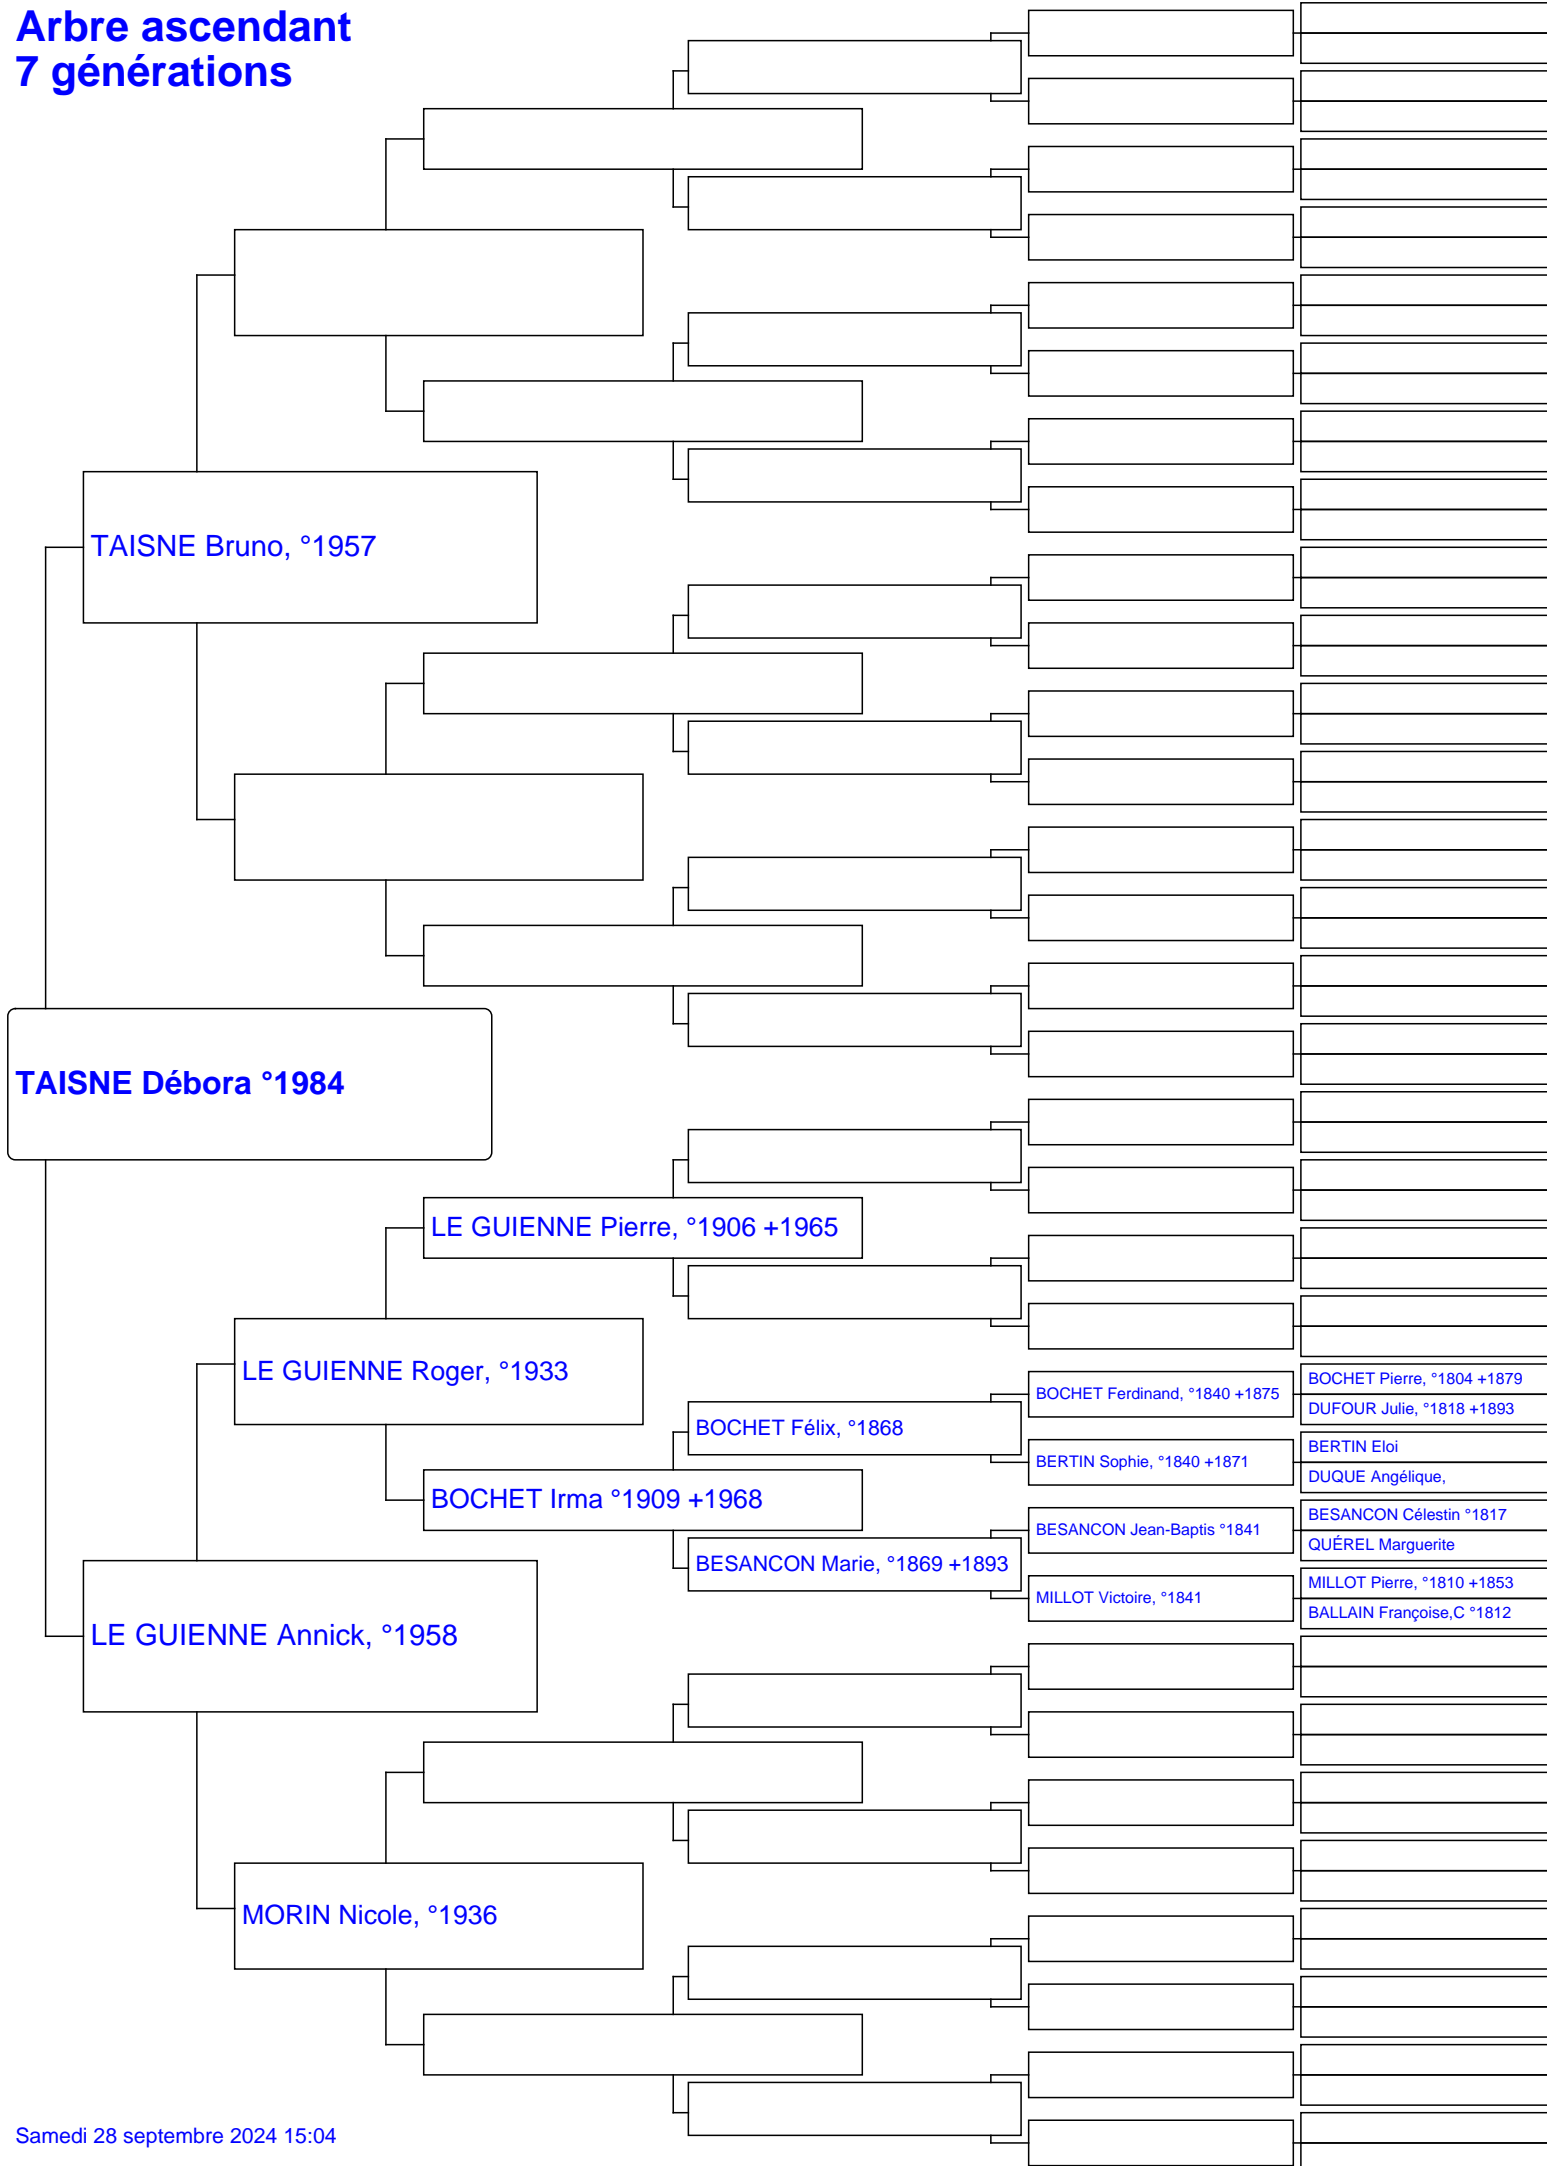 Arbre ascendant
7 générations
TAISNE Bruno, °1957
TAISNE Débora °1984
LE GUIENNE Pierre, °1906 +1965
LE GUIENNE Roger, °1933
BOCHET Ferdinand, °1840 +1875
BOCHET Pierre, °1804 +1879
DUFOUR Julie, °1818 +1893
BOCHET Félix, °1868
BERTIN Sophie, °1840 +1871
BERTIN Eloi
DUQUE Angélique,
BOCHET Irma °1909 +1968
BESANCON Jean-Baptis °1841
BESANCON Célestin °1817
QUÉREL Marguerite
BESANCON Marie, °1869 +1893
MILLOT Victoire, °1841
MILLOT Pierre, °1810 +1853
BALLAIN Françoise,C °1812
LE GUIENNE Annick, °1958
MORIN Nicole, °1936
Samedi 28 septembre 2024 15:04